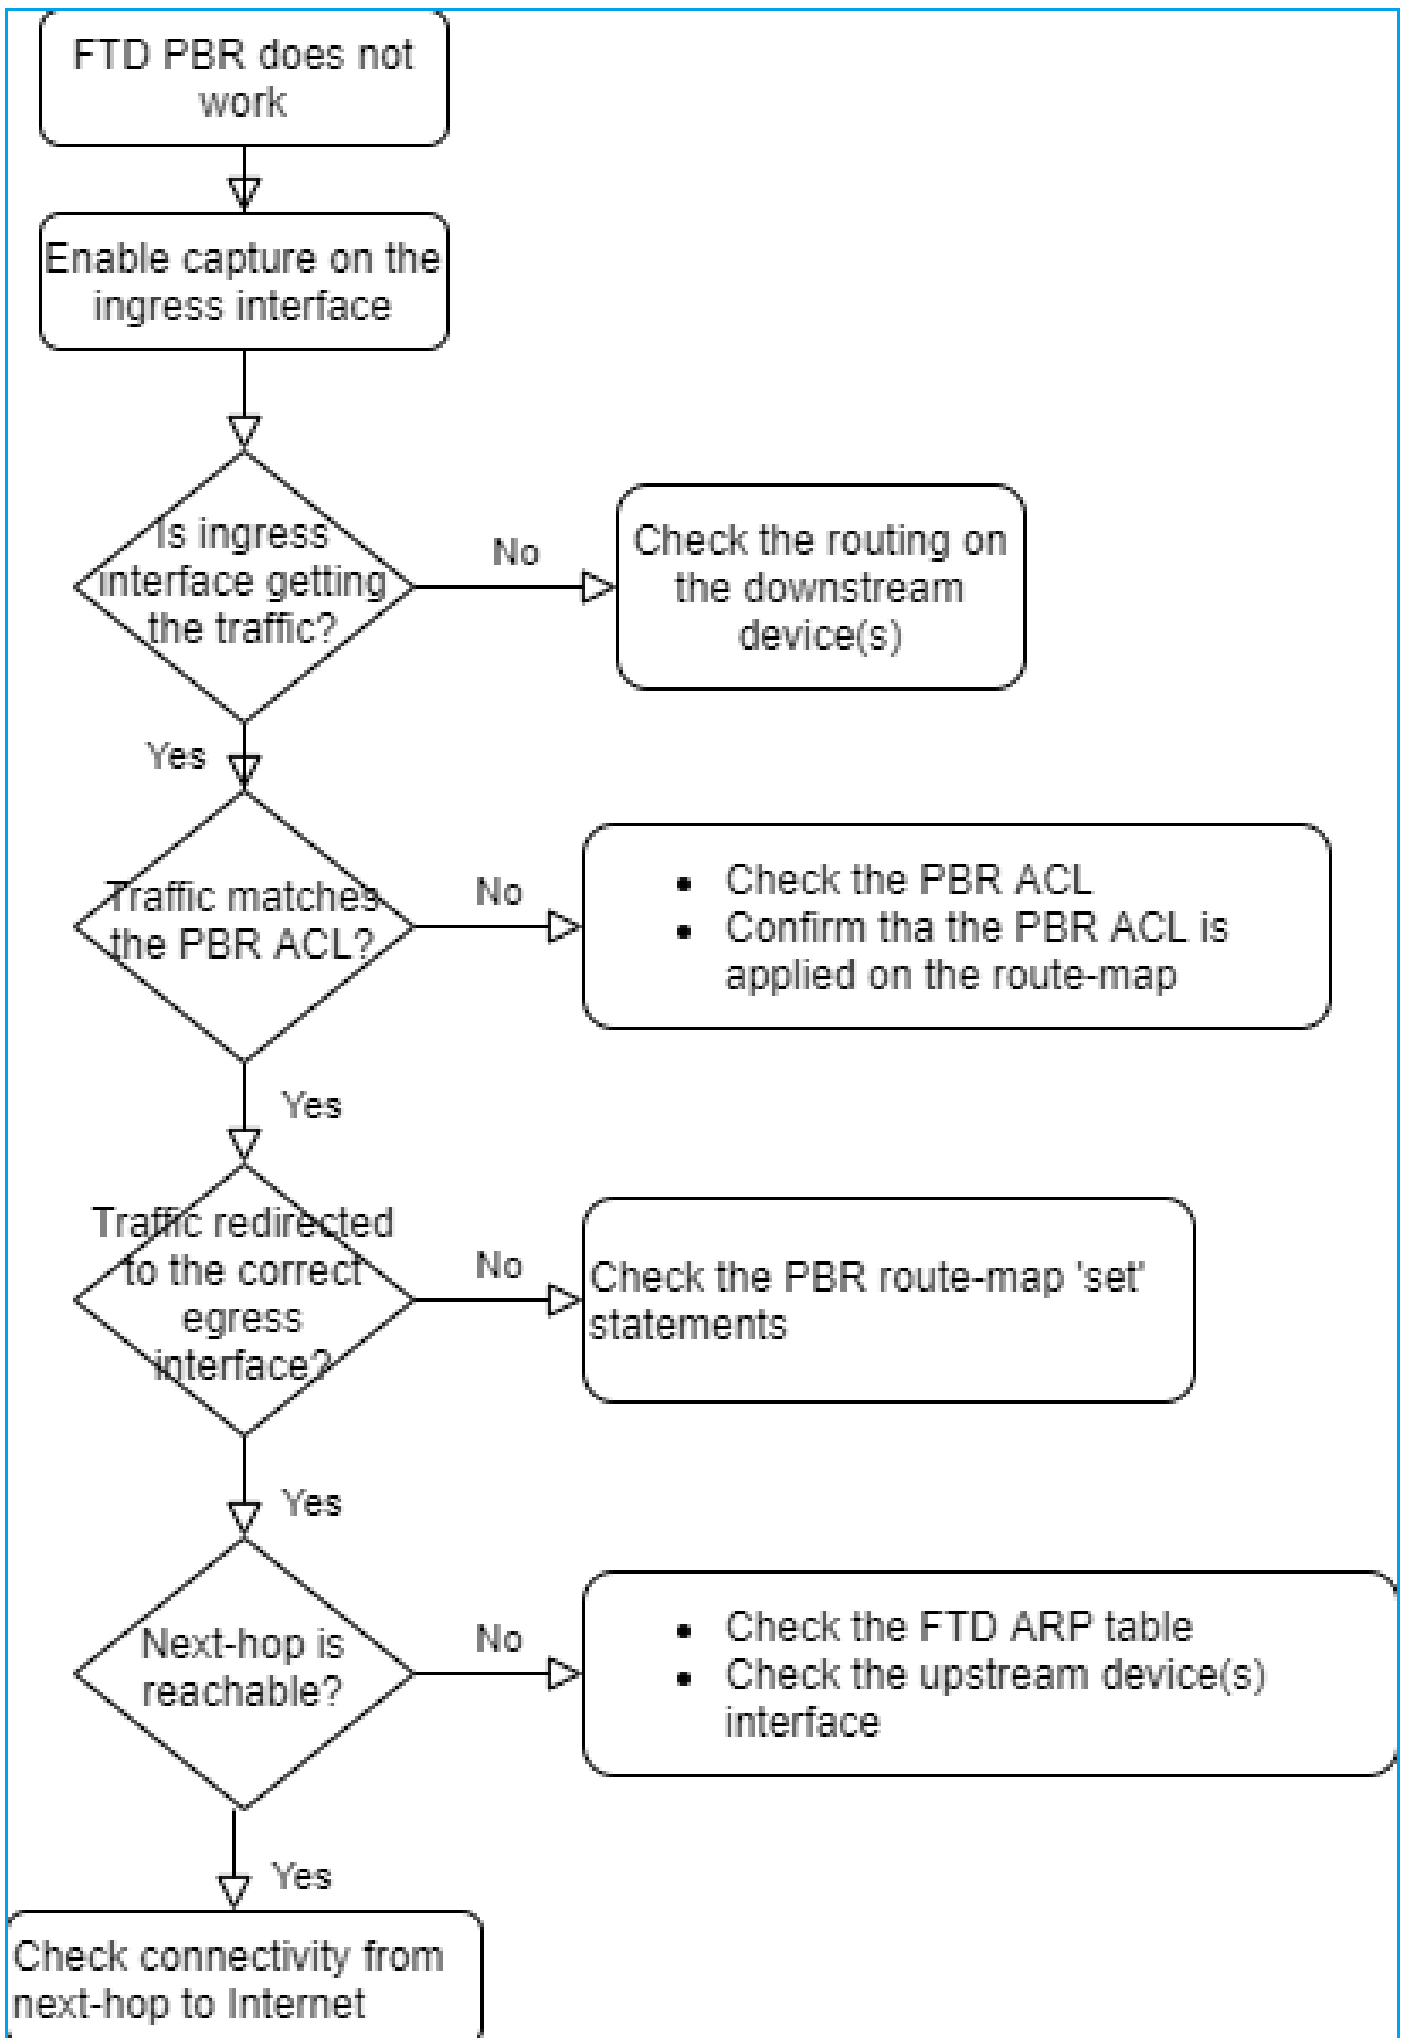 FTD PBR does not
work
Enable capture on the
ingress interface
Is ingress
interface getting
the traffic?
No
Check the routing on
the downstream
device(s)
Yes
Traffic matches
the PBR ACL?
No
• Check the PBR ACL
• Confirm tha the PBR ACL is
applied on the route-map
Yes
Traffic redirected
to the correct
egress
interface?
No
Check the PBR route-map 'set'
statements
Yes
Next-hop is
reachable?
No
• Check the FTD ARP table
• Check the upstream device(s)
interface
Yes
Check connectivity from
next-hop to Internet